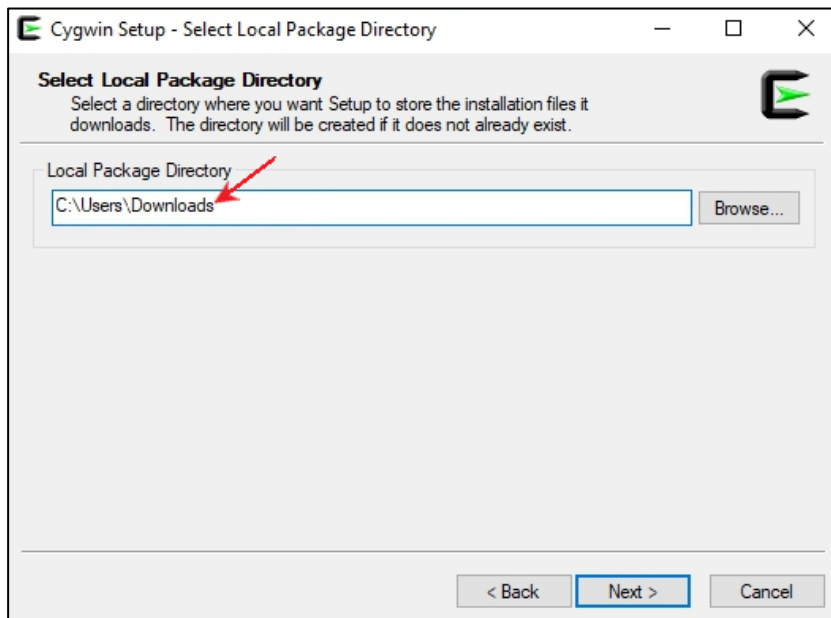 Cygwin Setup - Select Local Package Directory
Select Local Package Directory
Select a directory where you want Setup to store the installation files it
downloads. The directory will be created if it does not already exist.
Local Package Directory
C:\Users\Downloads
Browse...
< Back
Next >
Cancel